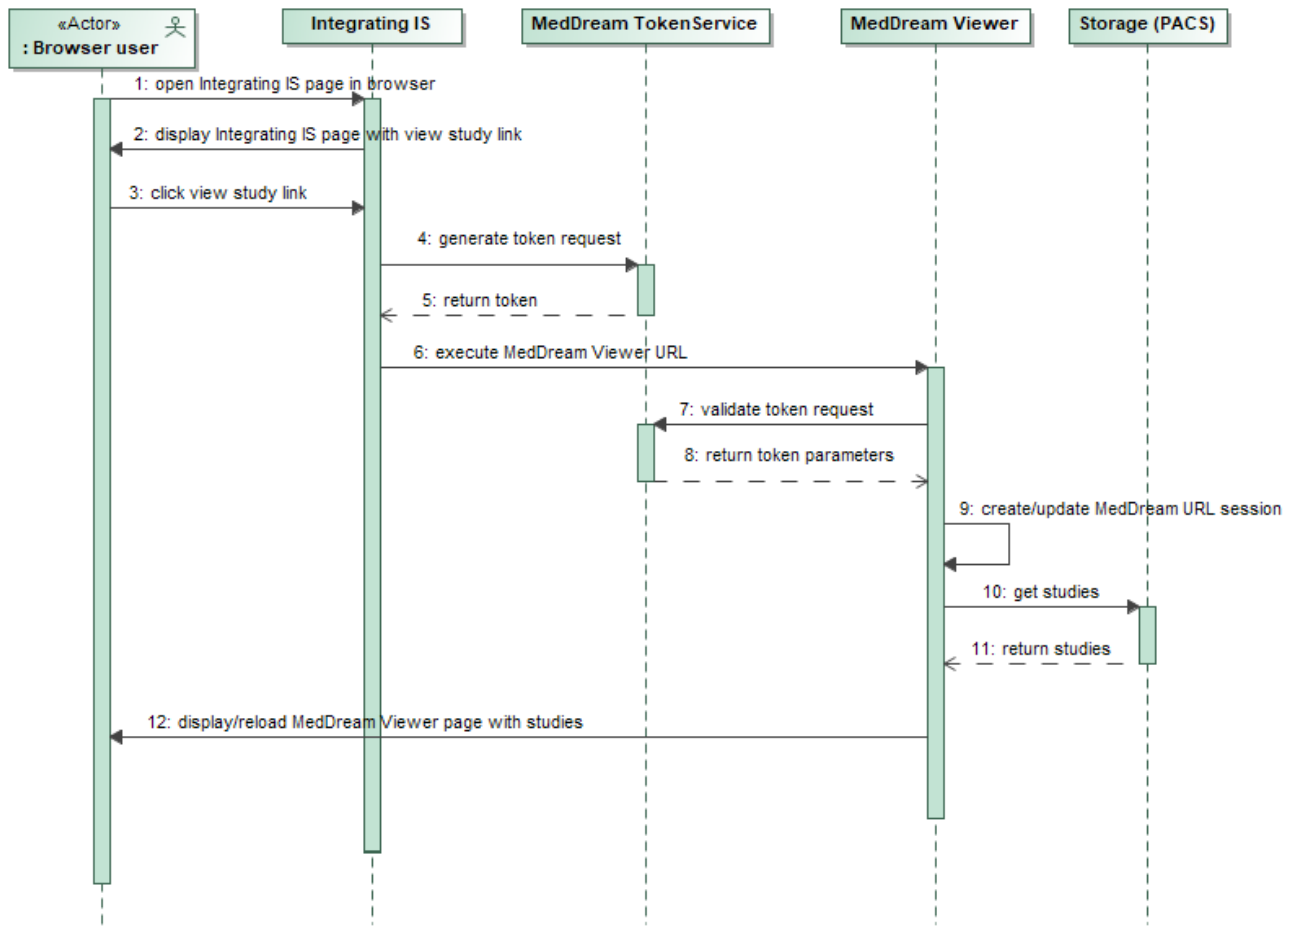 «Actor»
: Browser user
Integrating IS
MedDream TokenService
MedDream Viewer
Storage (PACS)
1: open Integrating IS page in browser
2: display Integrating IS page with view study link
3: click view study link
4: generate token request
5: return token
6: execute MedDream Viewer URL
7: validate token request
8: return token parameters
9: create/update MedDream URL session
10: get studies
11: return studies
12: display/reload MedDream Viewer page with studies